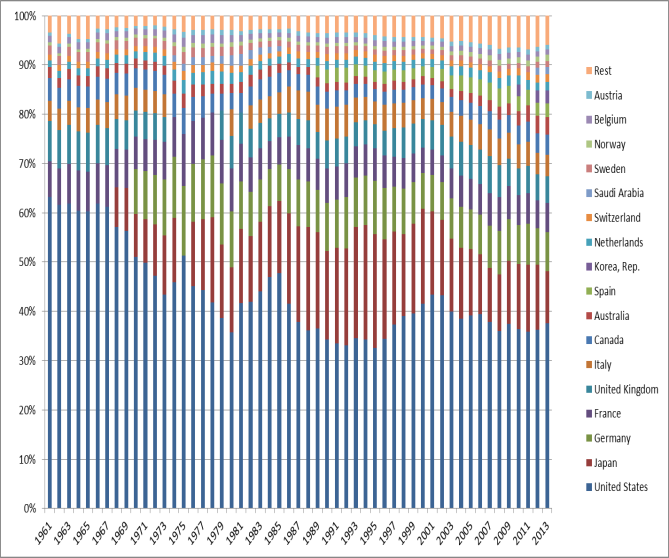 100%
90%
80%
70%
60%
50%
40%
30%
20%
10%
0%
1961
1963
1965
1967
1969
1971
1973
1975
1977
1979
1981
1983
1985
1987
1989
1991
1993
1995
1997
1999
2001
2003
2005
2007
2009
2011
2013
Rest
Austria
Belgium
Norway
Sweden
Saudi Arabia
Switzerland
Netherlands
Korea, Rep.
Spain
Australia
Canada
Italy
United Kingdom
France
Germany
Japan
United States